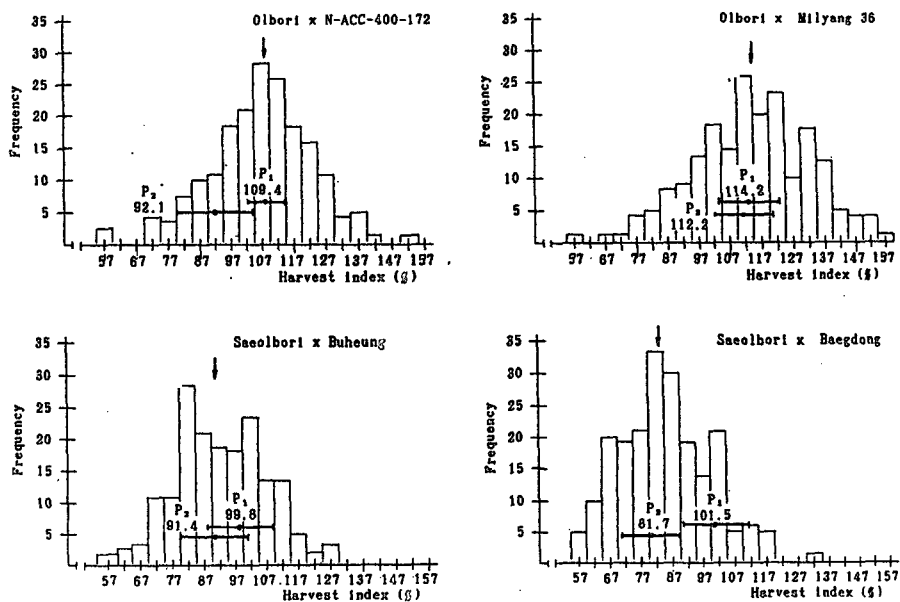 Olbori x N-ACC-400-172
35
30
25
20
15
10
5
Frequency
P₂
92.1
P₁
109.4
57 67 77 87 97 107 117 127 137 147 157
Harvest index (%)
Olbori x Milyang 36
35
30
25
20
15
10
5
Frequency
P₁
114.2
P₂
112.2
57 67 77 87 97 107 117 127 137 147 157
Harvest index (%)
Saeolbori x Buheung
35
30
25
20
15
10
5
Frequency
P₂
91.4
P₁
99.8
57 67 77 87 97 107 117 127 137 147 157
Harvest index (%)
Saeolbori x Baegdong
35
30
25
20
15
10
5
Frequency
P₂
81.7
P₁
101.5
57 67 77 87 97 107 117 127 137 147 157
Harvest index (%)